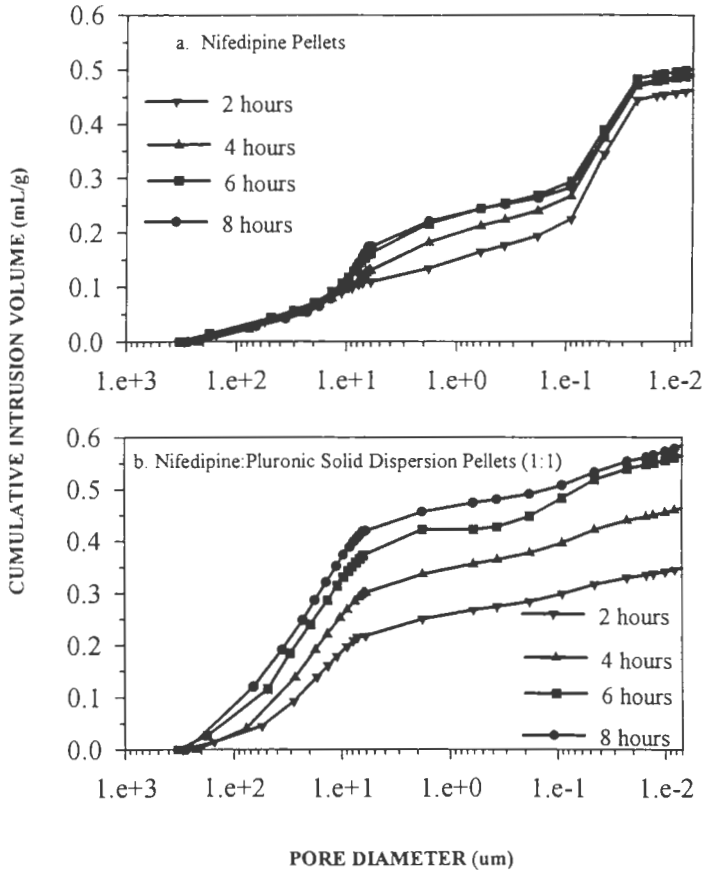 CUMULATIVE INTRUSION VOLUME (mL/g)
0.6
0.5
0.4
0.3
0.2
0.1
0.0
a. Nifedipine Pellets
2 hours
4 hours
6 hours
8 hours
1.e+3 1.e+2 1.e+1 1.e+0 1.e-1 1.e-2
0.6
0.5
0.4
0.3
0.2
0.1
0.0
b. Nifedipine:Pluronic Solid Dispersion Pellets (1:1)
2 hours
4 hours
6 hours
8 hours
1.e+3 1.e+2 1.e+1 1.e+0 1.e-1 1.e-2
PORE DIAMETER (um)